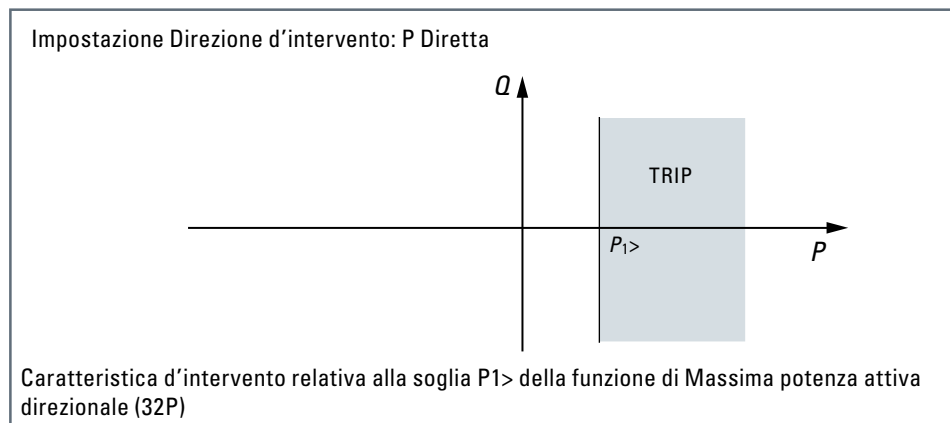 Impostazione Direzione d'intervento: P Diretta
Q
TRIP
P1>
P
Caratteristica d'intervento relativa alla soglia P1> della funzione di Massima potenza attiva
direzionale (32P)